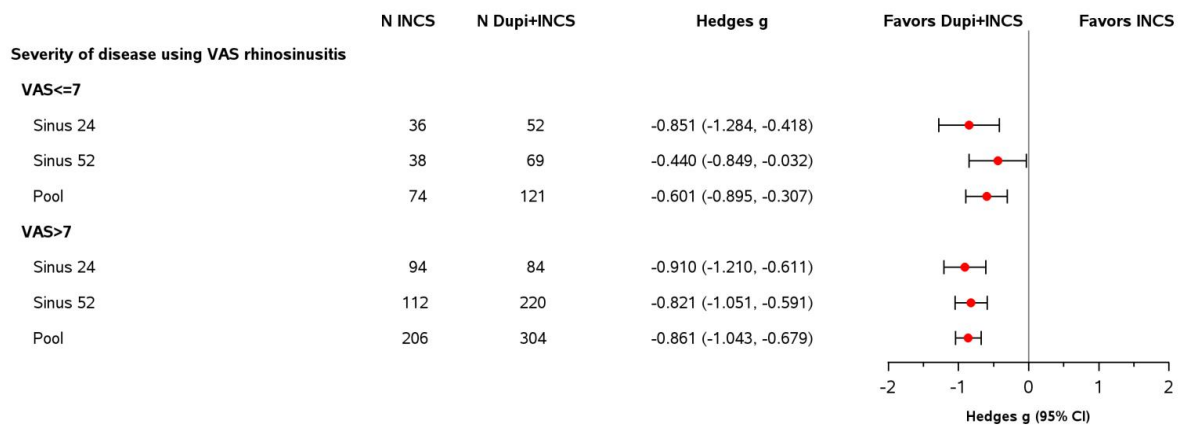 N INCS N Dupi+INCS Hedges g Favors Dupi+INCS Favors INCS
Severity of disease using VAS rhinosinusitis
VAS<=7
Sinus 24 36 52 -0.851 (-1.284, -0.418)
Sinus 52 38 69 -0.440 (-0.849, -0.032)
Pool 74 121 -0.601 (-0.895, -0.307)
VAS>7
Sinus 24 94 84 -0.910 (-1.210, -0.611)
Sinus 52 112 220 -0.821 (-1.051, -0.591)
Pool 206 304 -0.861 (-1.043, -0.679)
-2 -1 0 1 2
Hedges g (95% CI)